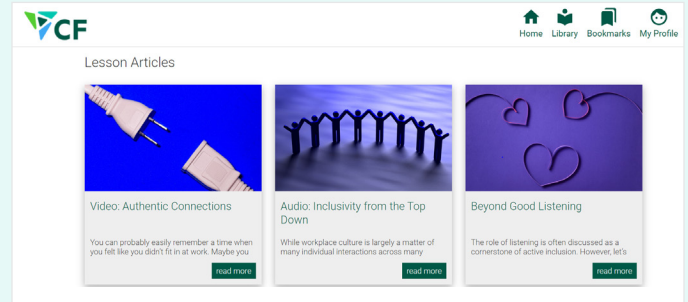 CF
Home Library Bookmarks My Profile
Lesson Articles
Video: Authentic Connections
You can probably easily remember a time when
you felt like you didn't fit in at work. Maybe you
read more
Audio: Inclusivity from the Top
Down
While workplace culture is largely a matter of
many individual interactions across many
read more
Beyond Good Listening
The role of listening is often discussed as a
cornerstone of active inclusion. However, let's
read more